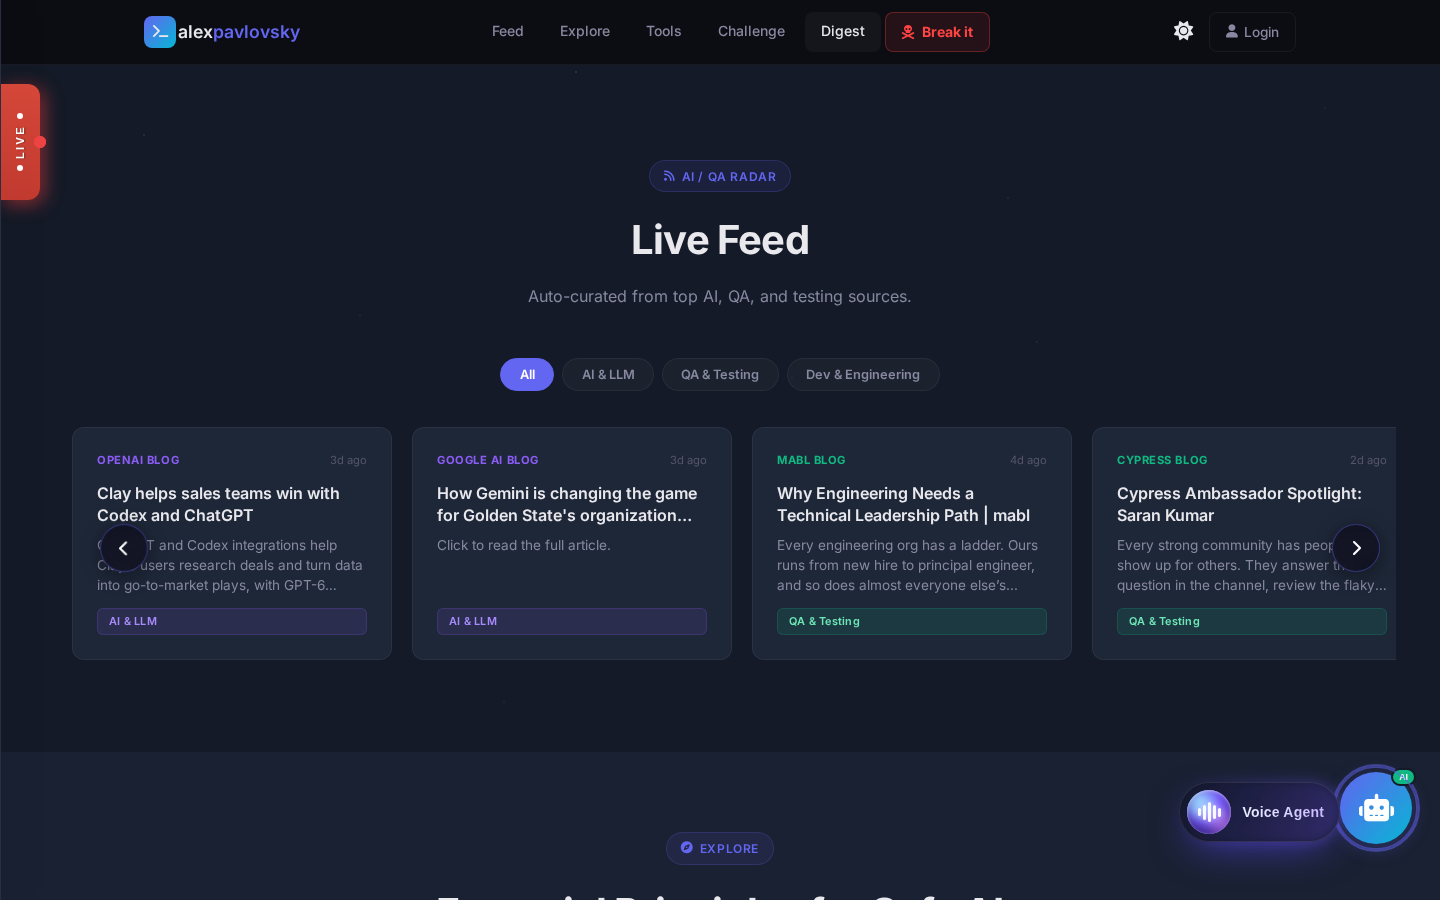 alexpavlovsky
Feed
Explore
Tools
Challenge
Digest
Break it
Login
LIVE
AI / QA RADAR
Live Feed
Auto-curated from top AI, QA, and testing sources.
All
AI & LLM
QA & Testing
Dev & Engineering
OPENAI BLOG
3d ago
Clay helps sales teams win with
Codex and ChatGPT
and Codex integrations help
users research deals and turn data
into go-to-market plays, with GPT-6...
AI & LLM
GOOGLE AI BLOG
3d ago
How Gemini is changing the game
for Golden State's organization...
Click to read the full article.
AI & LLM
MABL BLOG
4d ago
Why Engineering Needs a
Technical Leadership Path | mabl
Every engineering org has a ladder. Ours
runs from new hire to principal engineer,
and so does almost everyone else's...
QA & Testing
CYPRESS BLOG
2d ago
Cypress Ambassador Spotlight:
Saran Kumar
Every strong community has
show up for others. They answer
question in the channel, review the flaky...
QA & Testing
AI
Voice Agent
EXPLORE